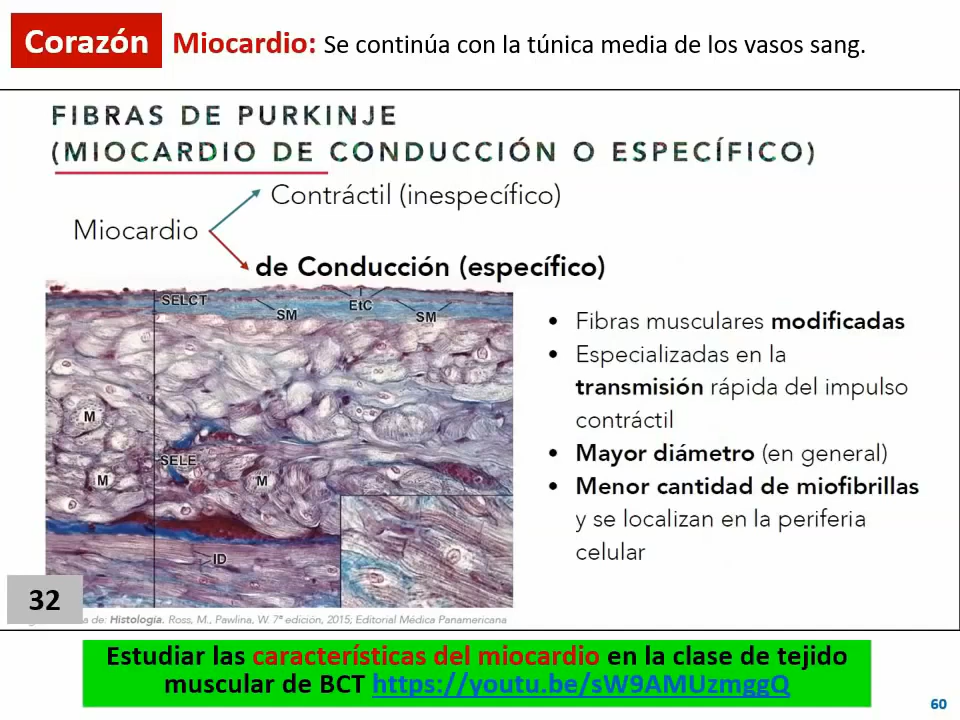 Corazón
Miocardio: Se continúa con la túnica media de los vasos sang.
FIBRAS DE PURKINJE
(MIOCARDIO DE CONDUCCIÓN O ESPECÍFICO)
Contráctil (inespecífico)
Miocardio
de Conducción (específico)
SELCT
SM
EtC
SM
M
SELE
M
M
ID
• Fibras musculares modificadas
• Especializadas en la
transmisión rápida del impulso
contráctil
• Mayor diámetro (en general)
• Menor cantidad de miofibrillas
y se localizan en la periferia
celular
32
de: Histología. Ross, M., Pawlina, W. 7ª edición, 2015; Editorial Médica Panamericana
Estudiar las características del miocardio en la clase de tejido
muscular de BCT https://youtu.be/sW9AMUzmggQ
60